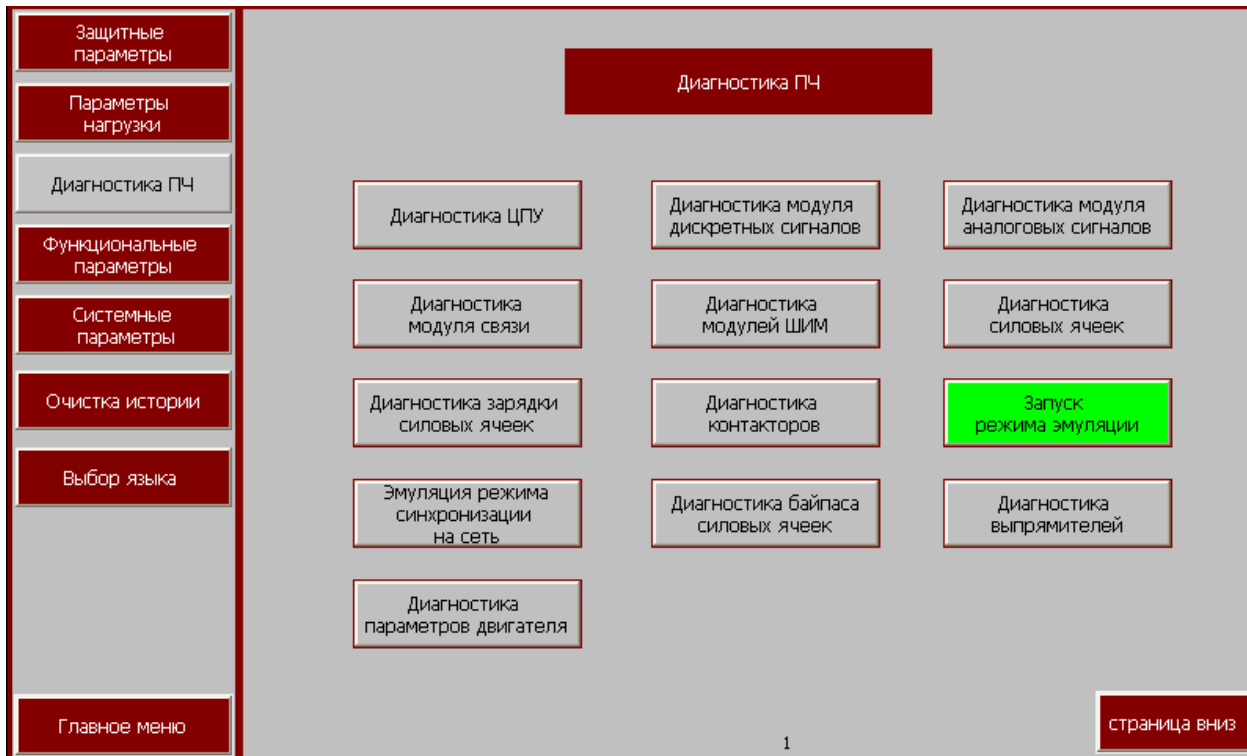 Защитные
параметры
Параметры
нагрузки
Диагностика ПЧ
Функциональные
параметры
Системные
параметры
Очистка истории
Выбор языка
Главное меню
Диагностика ПЧ
Диагностика ЦПУ
Диагностика модуля
дискретных сигналов
Диагностика модуля
аналоговых сигналов
Диагностика
модуля связи
Диагностика
модулей ШИМ
Диагностика
силовых ячеек
Диагностика зарядки
силовых ячеек
Диагностика
контакторов
Запуск
режима эмуляции
Эмуляция режима
синхронизации
на сеть
Диагностика байпаса
силовых ячеек
Диагностика
выпрямителей
Диагностика
параметров двигателя
1
страница вниз